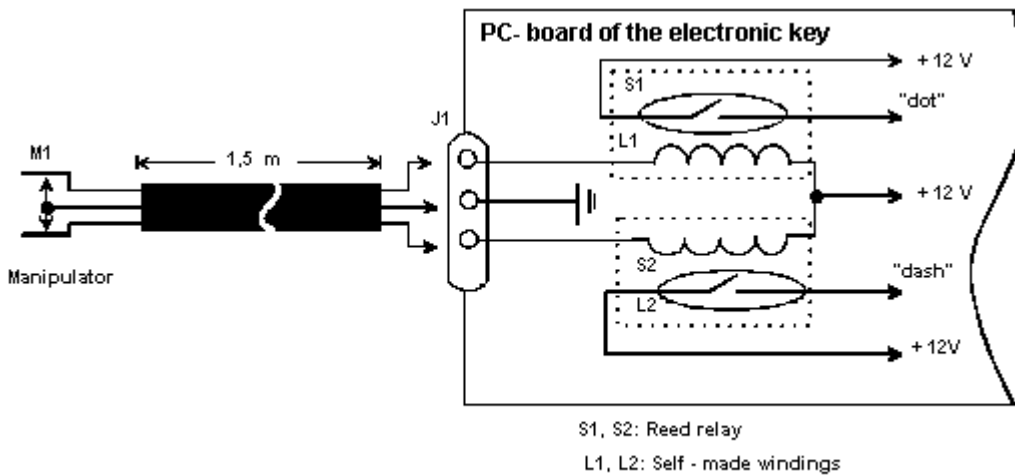 PC- board of the electronic key
+ 12 V
S1
"dot"
J1
L1
M1
1,5 m
+ 12 V
S2
"dash"
Manipulator
L2
+ 12V
S1, S2: Reed relay
L1, L2: Self - made windings